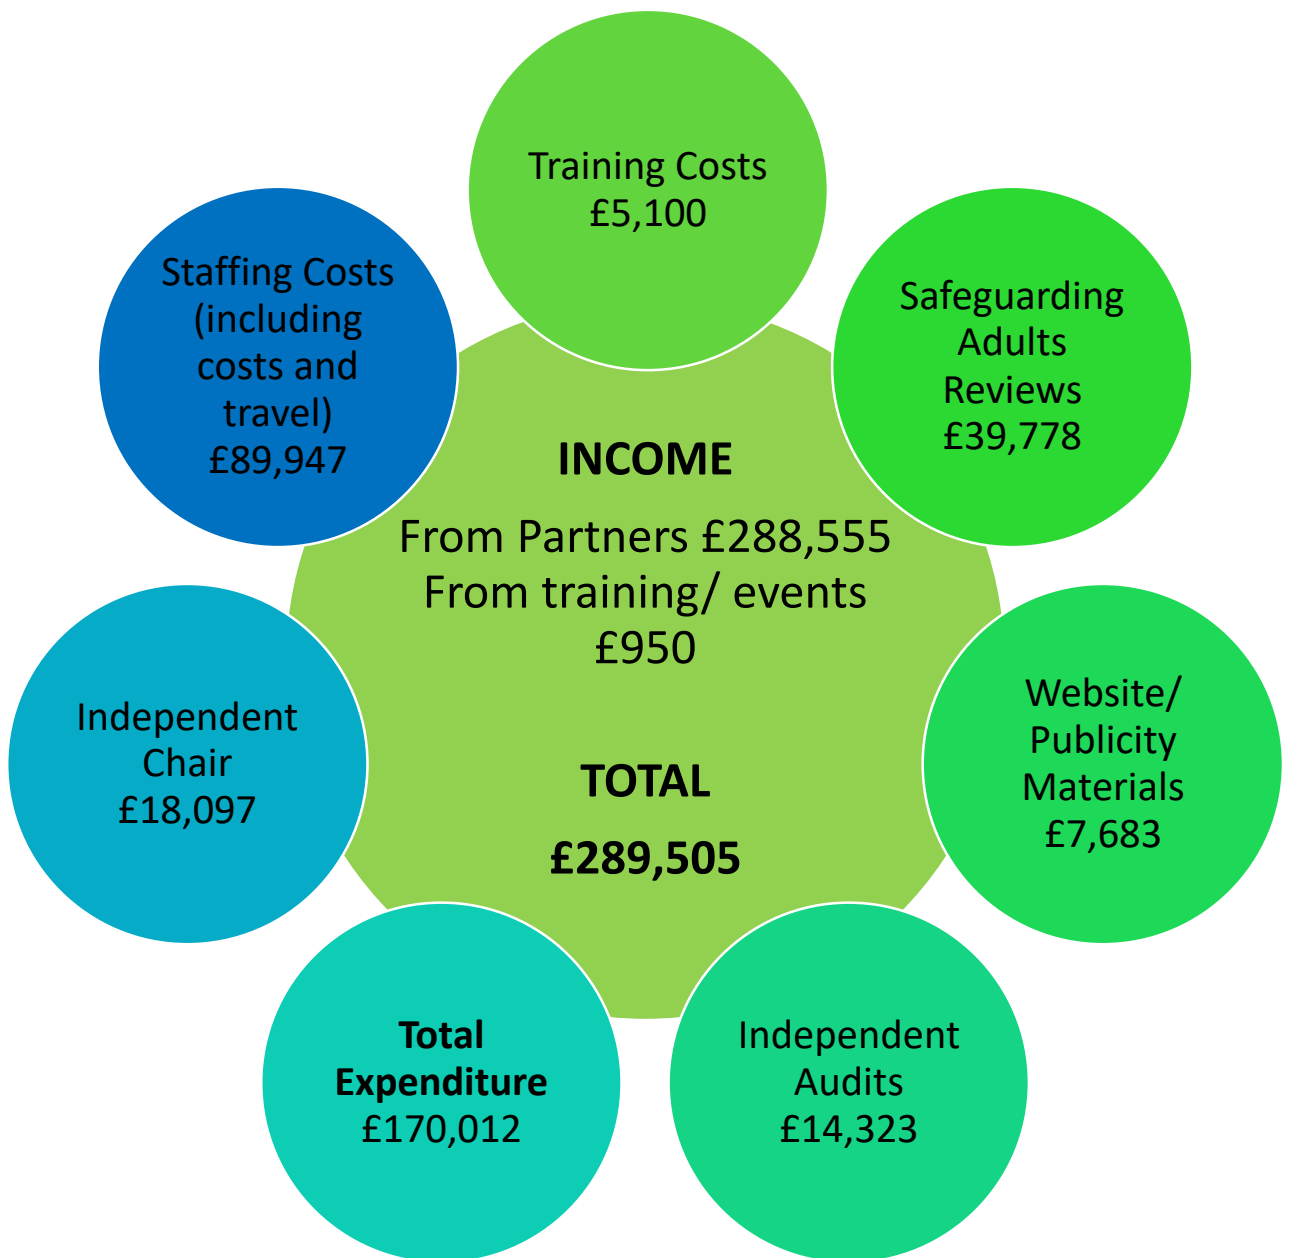 Training Costs
£5,100
Safeguarding
Adults
Reviews
£39,778
Website/
Publicity
Materials
£7,683
Independent
Audits
£14,323
Total
Expenditure
£170,012
Independent
Chair
£18,097
Staffing Costs
(including
costs and
travel)
£89,947
INCOME
From Partners £288,555
From training/ events
£950
TOTAL
£289,505